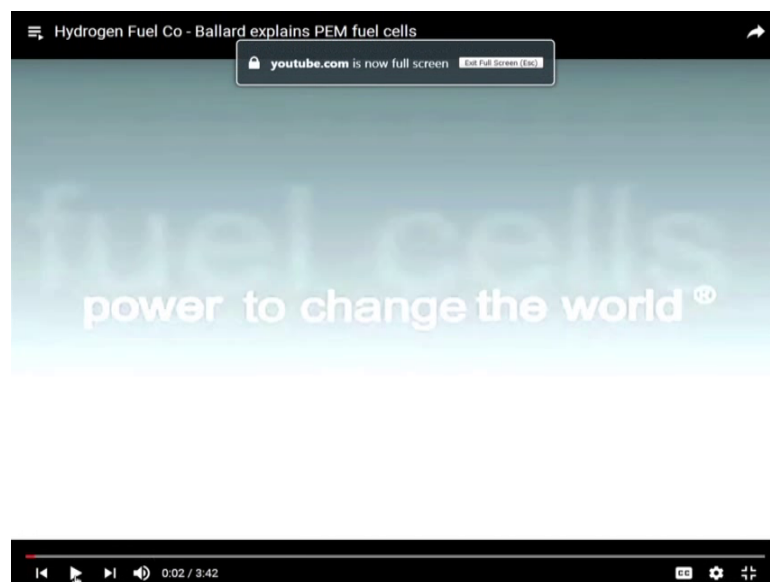 Hydrogen Fuel Co - Ballard explains PEM fuel cells
youtube.com is now full screen Exit Full Screen (Esc)
fuel cells
power to change the world ®
0:02 / 3:42
CC